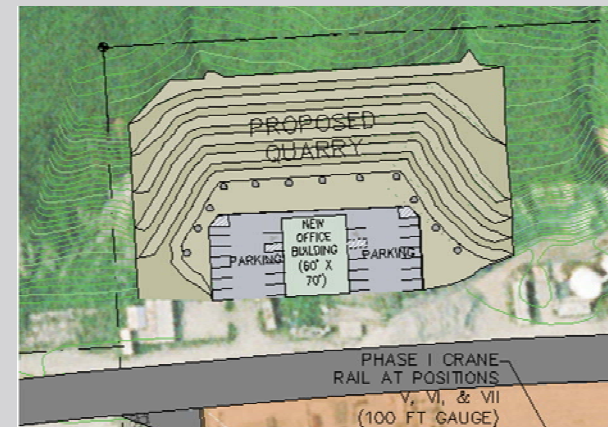 PROPOSED
QUARRY
NEW
OFFICE
BUILDING
(60' X
70')
PARKING
PARKING
PHASE I CRANE
RAIL AT POSITIONS
V, VI, & VII
(100 FT GAUGE)